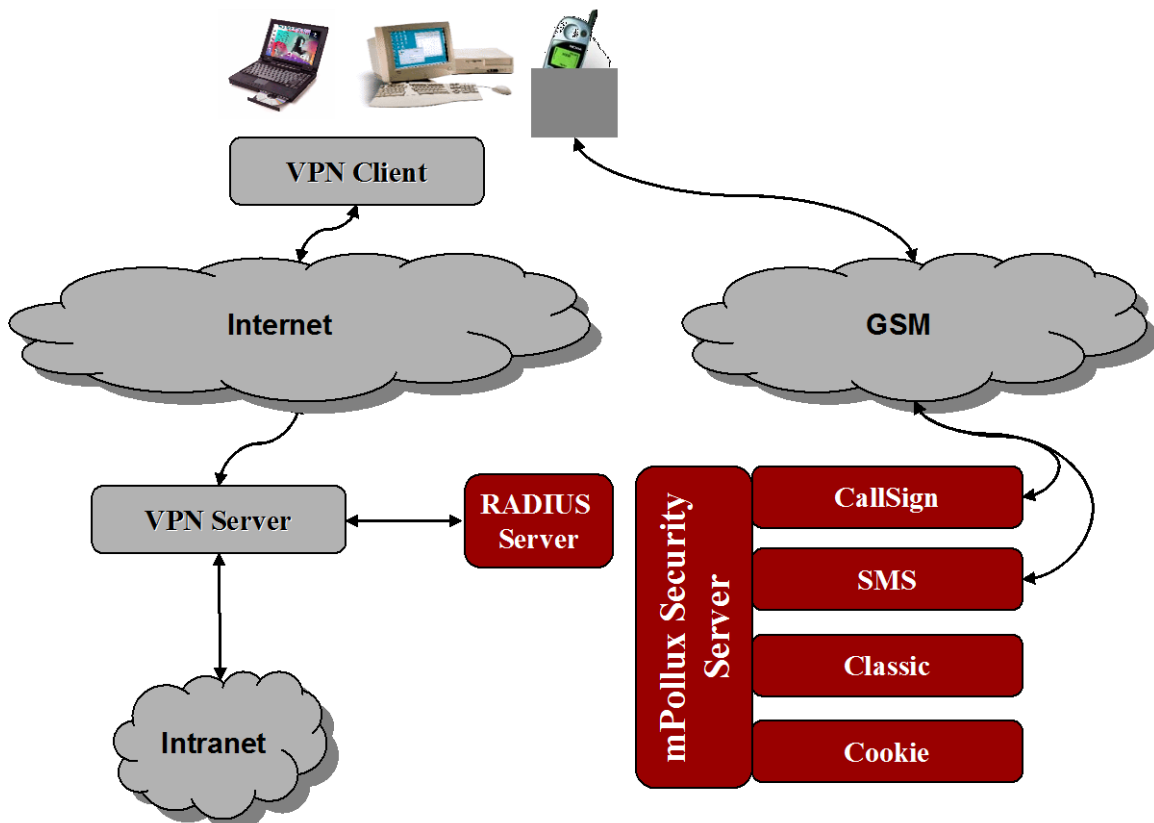 VPN Client
Internet
GSM
VPN Server
RADIUS
Server
mPollux Security
Server
CallSign
SMS
Classic
Cookie
Intranet